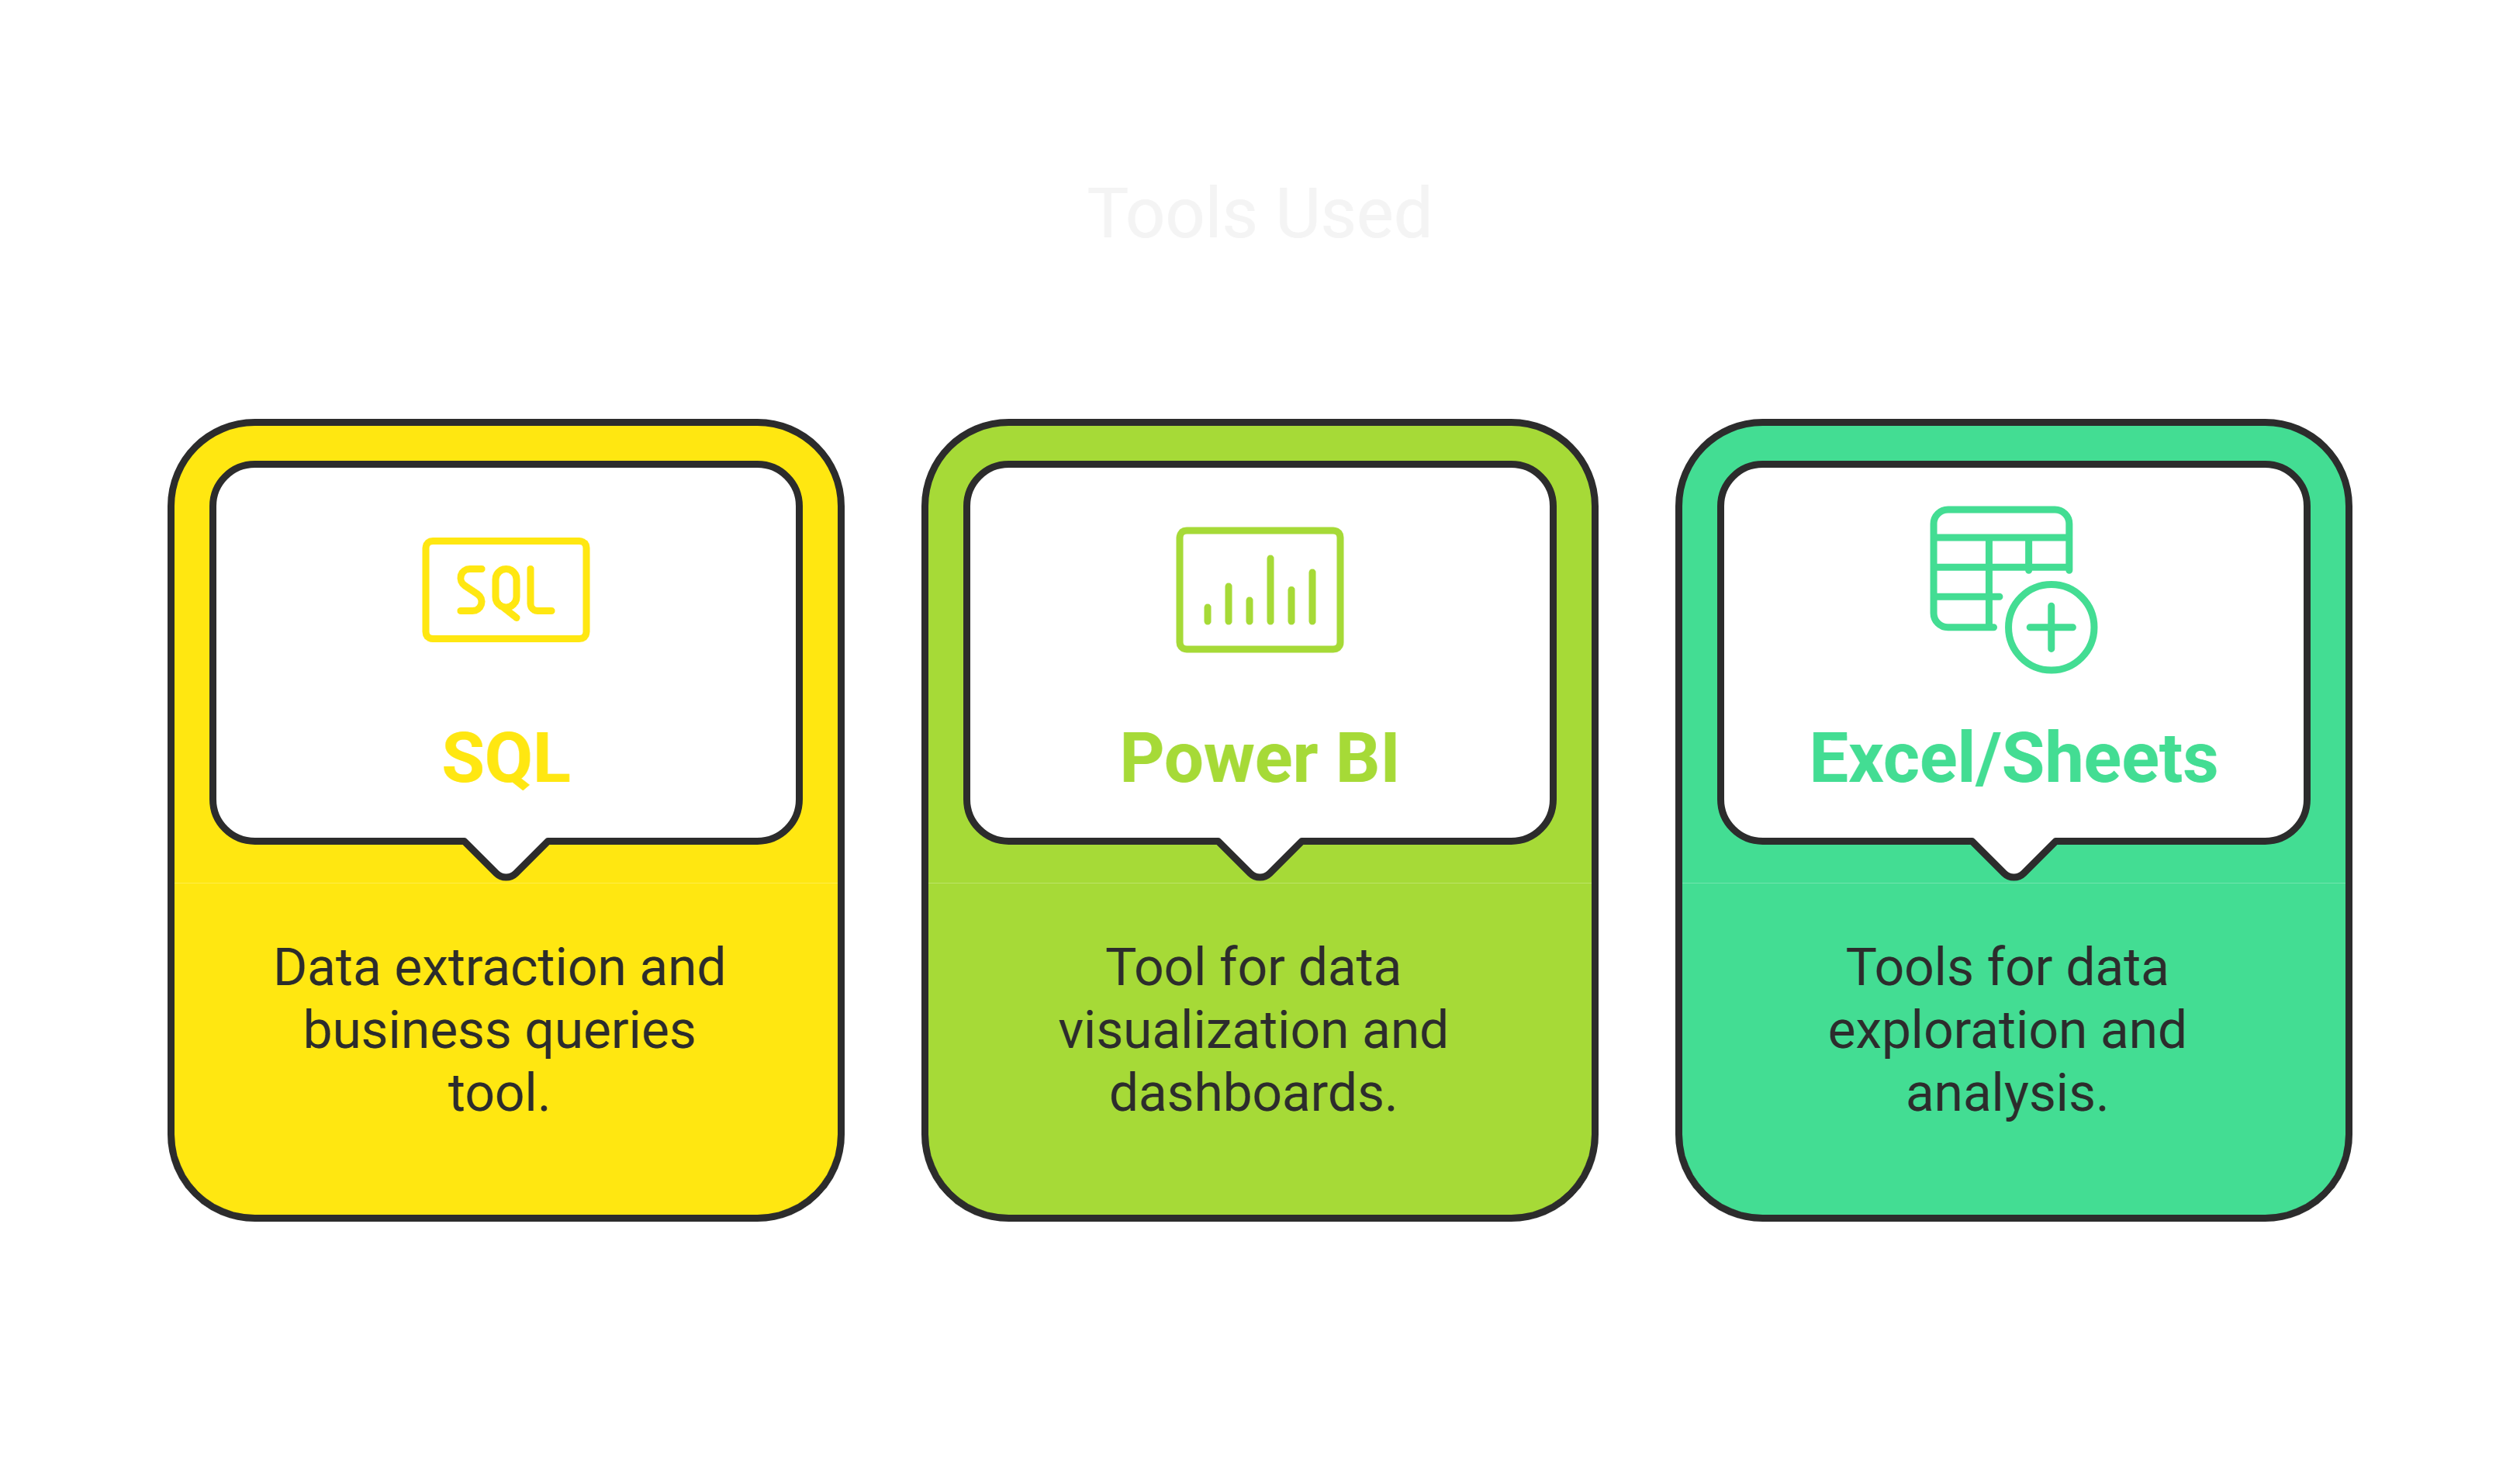 Tools Used
SQL
SQL
Data extraction and
business queries
tool.
Power BI
Tool for data
visualization and
dashboards.
Excel/Sheets
Tools for data
exploration and
analysis.